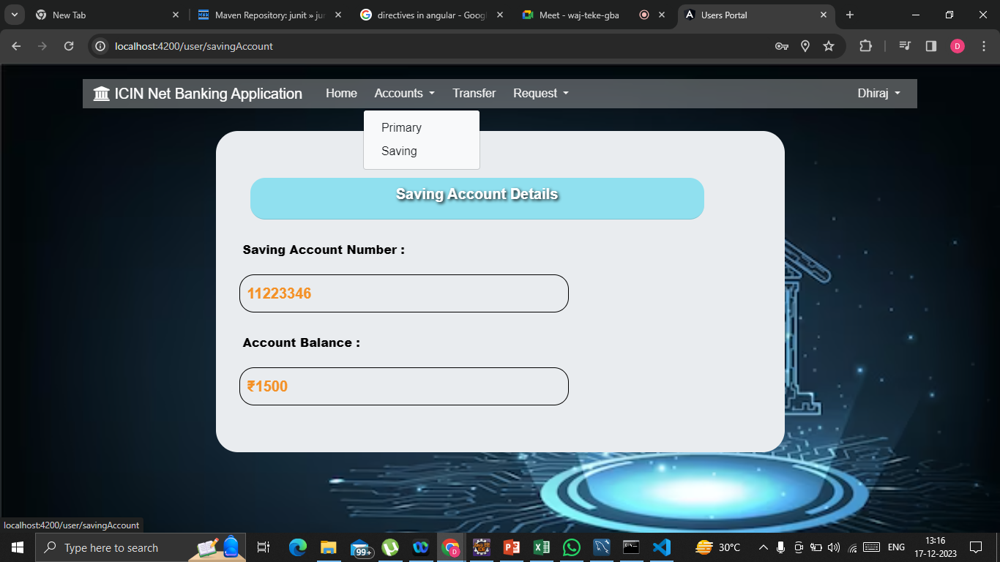 New Tab
Maven Repository: junit » jur
directives in angular - Googl
Meet - waj-teke-gba
Users Portal
localhost:4200/user/savingAccount
D
ICIN Net Banking Application
Home
Accounts
Transfer
Request
Dhiraj
Primary
Saving
Saving Account Details
Saving Account Number :
11223346
Account Balance :
₹1500
localhost:4200/user/savingAccount
Type here to search
99+
D
30°C
ENG
13:16
17-12-2023